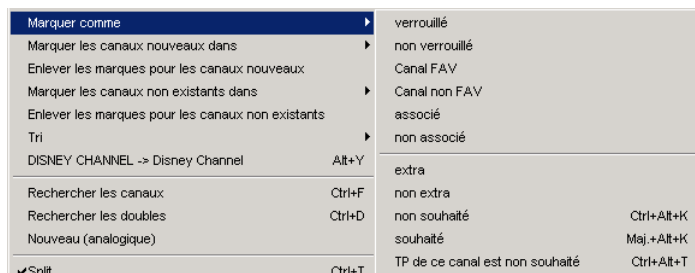 Marquer comme
Marquer les canaux nouveaux dans
Enlever les marques pour les canaux nouveaux
Marquer les canaux non existants dans
Enlever les marques pour les canaux non existants
Tri
DISNEY CHANNEL -> Disney Channel Alt+Y
Rechercher les canaux Ctrl+F
Rechercher les doubles Ctrl+D
Nouveau (analogique)
Split Ctrl+T
verrouillé
non verrouillé
Canal FAV
Canal non FAV
associé
non associé
extra
non extra
non souhaité Ctrl+Alt+K
souhaité Maj.+Alt+K
TP de ce canal est non souhaité Ctrl+Alt+T